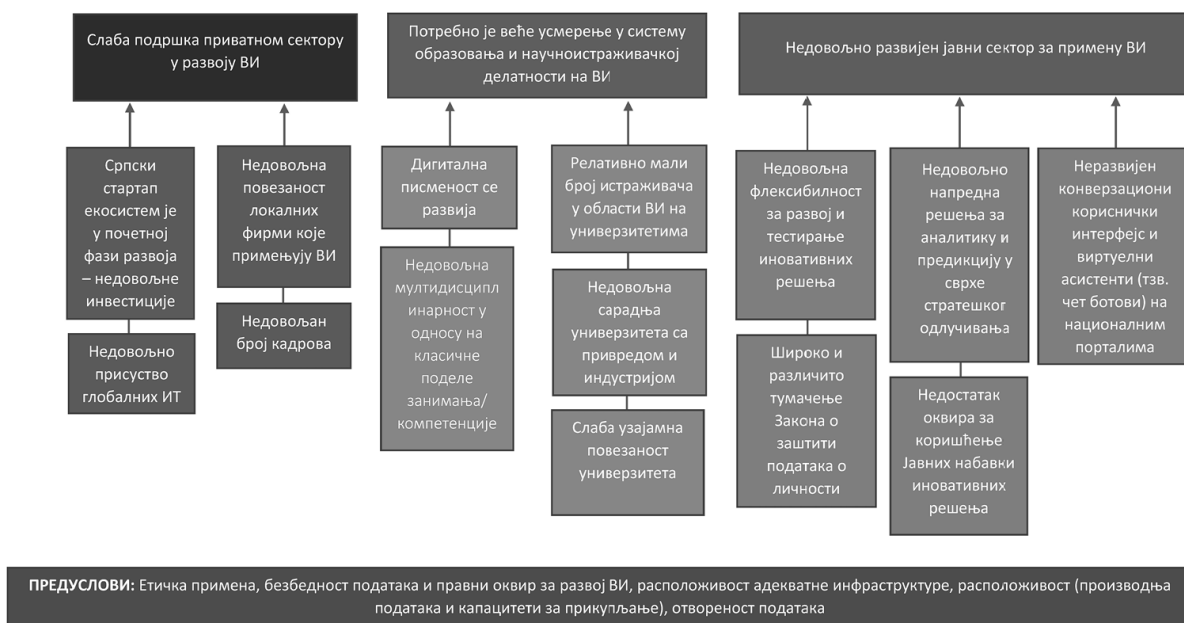 Слаба подршка приватном сектору
у развоју ВИ
Потребно је веће усмерење у систему
образовања и научноистраживачкој
делатности на ВИ
Недовољно развијен јавни сектор за примену ВИ
Српски
стартап
екосистем је
у почетној
фази развоја
– недовољне
инвестиције
Недовољно
присуство
глобалних ИТ
Недовољна
повезаност
локалних
фирми које
примењују ВИ
Недовољан
број кадрова
Дигитална
писменост се
развија
Недовољна
мултидисципл
инарност у
односу на
класичне
поделе
занимања/
компетенције
Релативно мали
број истраживача
у области ВИ на
универзитетима
Недовољна
сарадња
универзитета са
привредом и
индустријом
Слаба узајамна
повезаност
универзитета
Недовољна
флексибилност
за развој и
тестирање
иновативних
решења
Широко и
различито
тумачење
Закона о
заштити
података о
личности
Недовољно
напредна
решења за
аналитику и
предикцију у
сврхе
стратешког
одлучивања
Недостатак
оквира за
коришћење
Јавних набавки
иновативних
решења
Неразвијен
конверзациони
кориснички
интерфејс и
виртуелни
асистенти (тзв.
чет ботови) на
националним
порталима
ПРЕДУСЛОВИ: Етичка примена, безбедност података и правни оквир за развој ВИ, расположивост адекватне инфраструктуре, расположивост (производња
података и капацитети за прикупљање), отвореност података